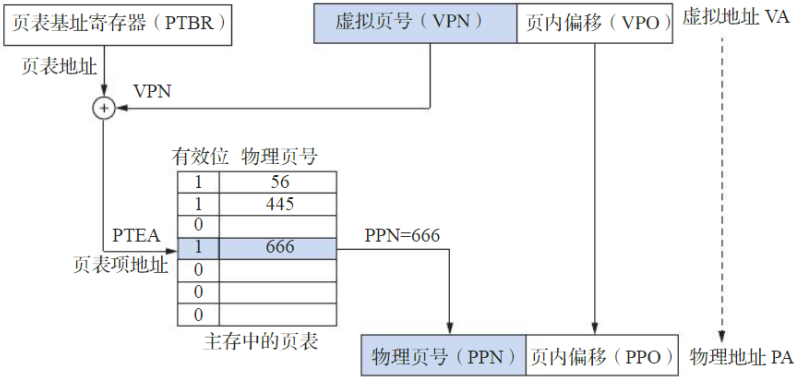 页表基址寄存器（PTBR）
虚拟页号（VPN）
页内偏移（VPO）
虚拟地址 VA
页表地址
VPN
+
有效位 物理页号
1 56
1 445
0
PTEA
1 666
PPN=666
页表项地址
0
0
0
主存中的页表
物理页号（PPN）
页内偏移（PPO）
物理地址 PA